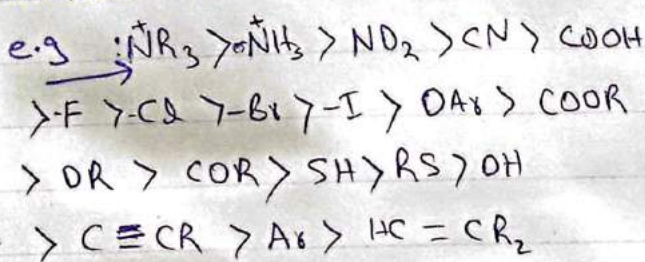 e.g :N⁺R₃ > N⁺H₃ > NO₂ > CN > COOH
> -F > -Cl > -Br > -I > OAr > COOR
> OR > COR > SH > RS > OH
> C≡CR > Ar > HC = CR₂